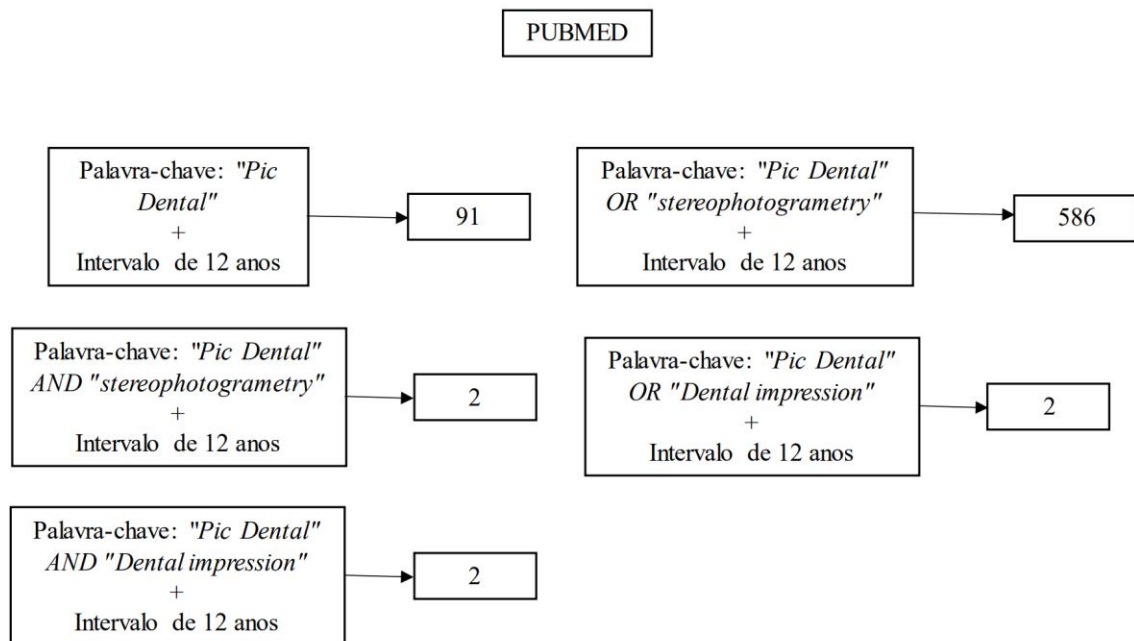 PUBMED
Palavra-chave: "Pic
Dental"
+
Intervalo de 12 anos
91
Palavra-chave: "Pic Dental"
OR "stereophotogrametry"
+
Intervalo de 12 anos
586
Palavra-chave: "Pic Dental"
AND "stereophotogrametry"
+
Intervalo de 12 anos
2
Palavra-chave: "Pic Dental"
OR "Dental impression"
+
Intervalo de 12 anos
2
Palavra-chave: "Pic Dental"
AND "Dental impression"
+
Intervalo de 12 anos
2